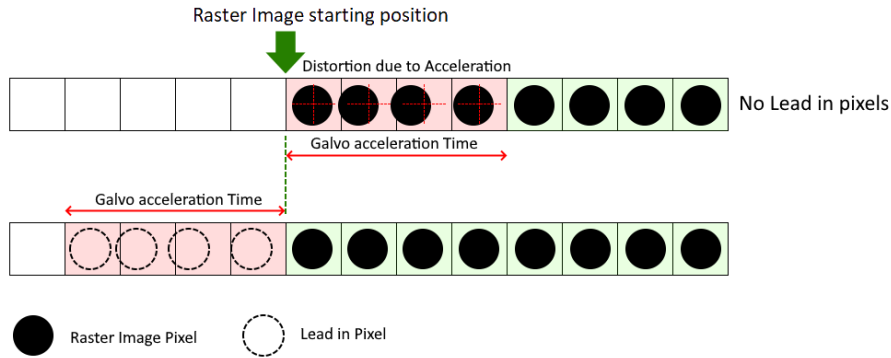 Raster Image starting position
Distortion due to Acceleration
No Lead in pixels
Galvo acceleration Time
Galvo acceleration Time
Raster Image Pixel
Lead in Pixel